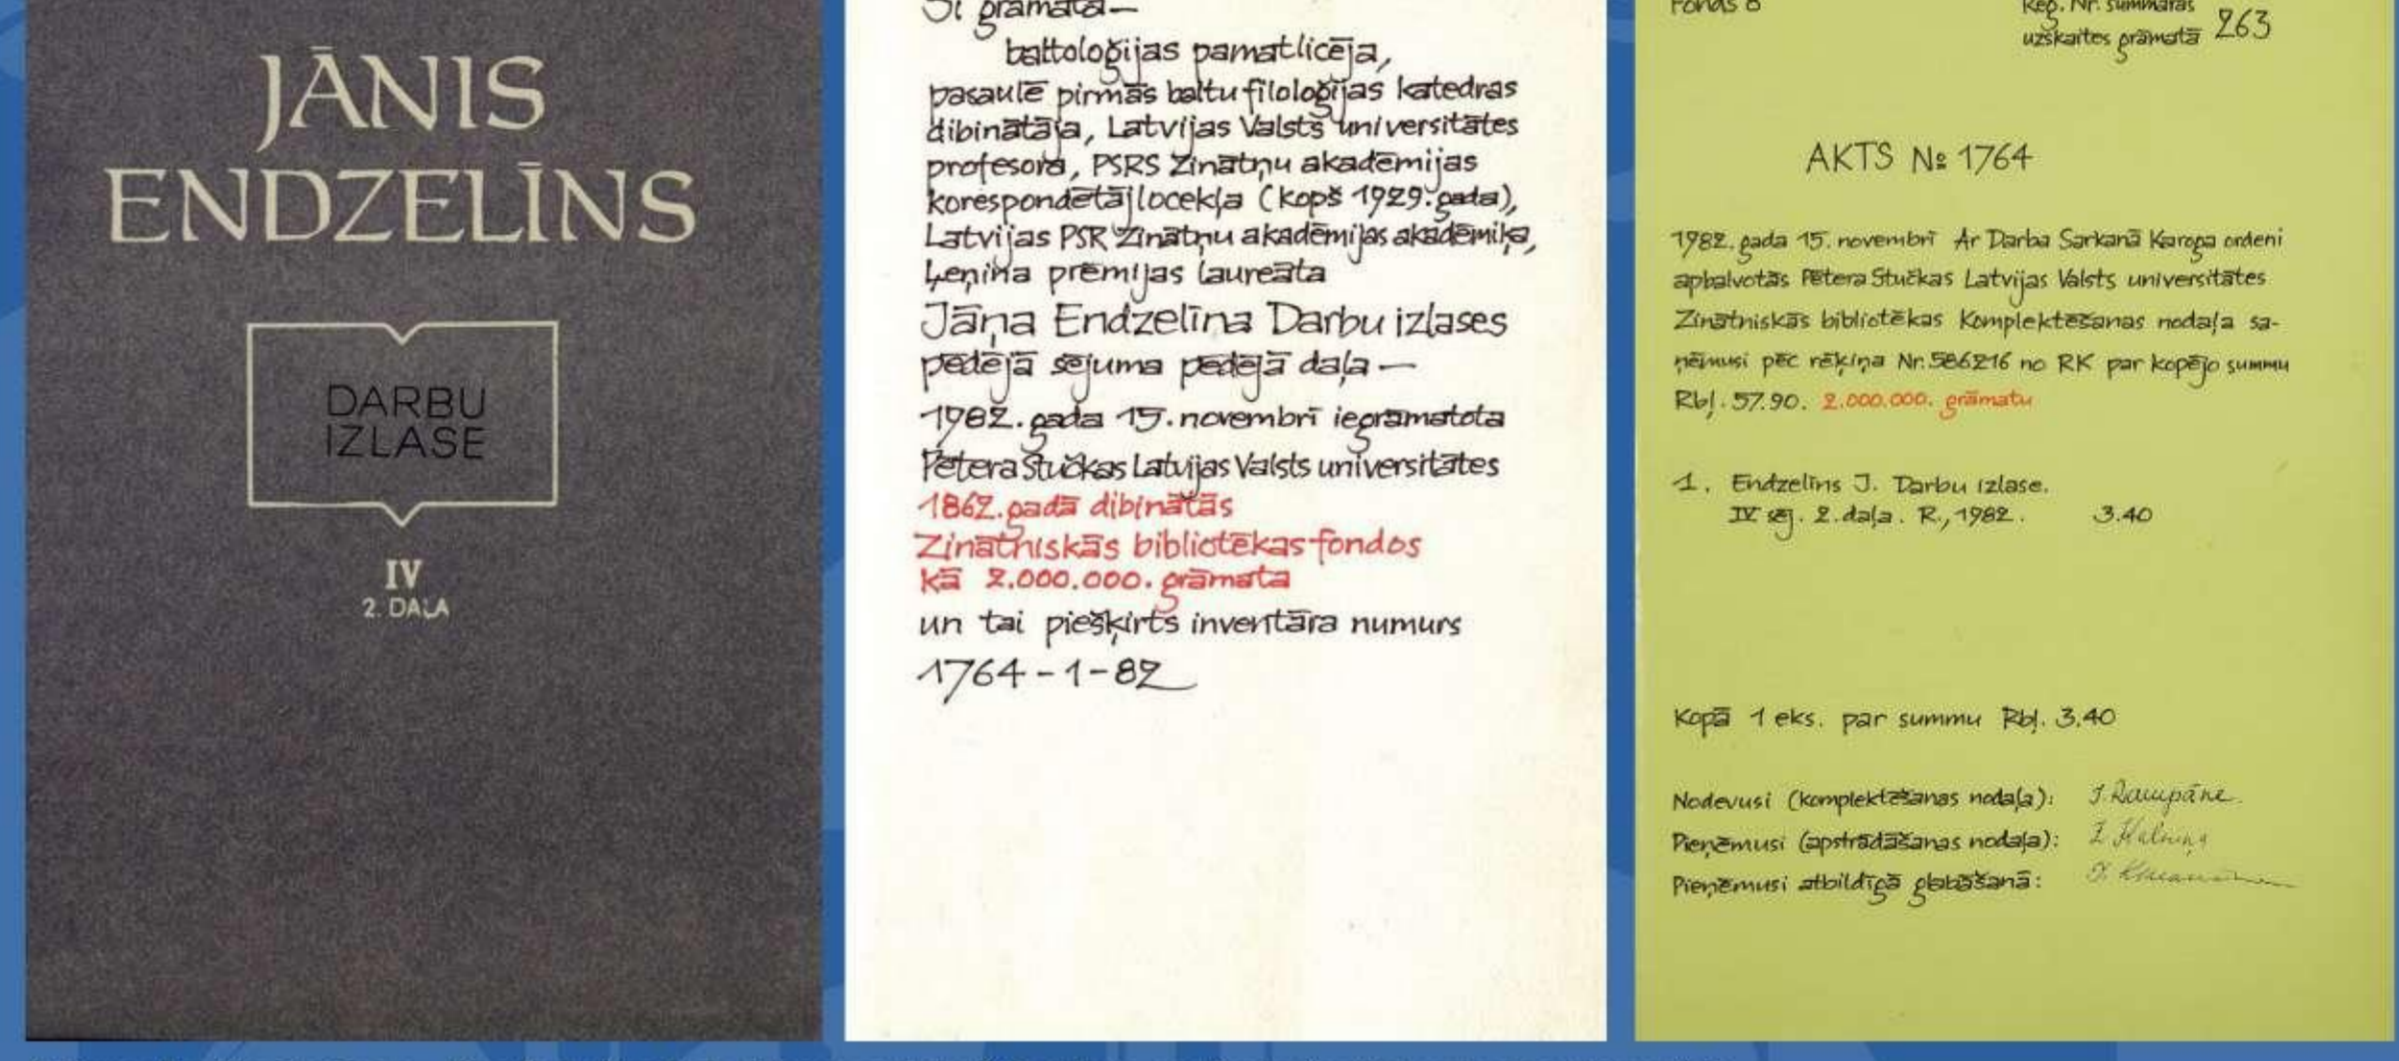 JĀNIS
ENDZELĪNS
DARBU
IZLASE
IV
2. DAĻA
Šī grāmata—
baltoloģijas pamatlicēja,
pasaulē pirmās baltu filoloģijas katedras
dibinātāja, Latvijas Valsts universitātes
profesora, PSRS Zinātņu akadēmijas
korespondētājlocekļa (kopš 1929. gada),
Latvijas PSR Zinātņu akadēmijas akadēmiķa,
Ļeņina prēmijas laureāta
Jāņa Endzelīna Darbu izlases
pēdējā sējuma pēdējā daļa —
1982. gada 15. novembrī iegrāmatota
Pētera Stučkas Latvijas Valsts universitātes
1862. gadā dibinātās
Zinātniskās bibliotēkas fondos
kā 2.000.000. grāmata
un tai piešķirts inventāra numurs
1764-1-82
Fonds 8
Reģ. Nr. summārās
uzskaites grāmatā 263
AKTS № 1764
1982. gada 15. novembrī Ar Darba Sarkanā Karoga ordeni
apbalvotās Pētera Stučkas Latvijas Valsts universitātes
Zinātniskās bibliotēkas Komplektēšanas nodaļa sa-
ņēmusi pēc rēķina Nr. 586216 no RK par kopējo summu
Rbļ. 57.90. 2.000.000. grāmatu
1. Endzelīns J. Darbu izlase.
IV sēj. 2. daļa. R., 1982. 3.40
Kopā 1 eks. par summu Rbļ. 3.40
Nodevusi (komplektēšanas nodaļa):
Pieņēmusi (apstrādāšanas nodaļa):
Pieņēmusi atbildīgā glabāšanā: